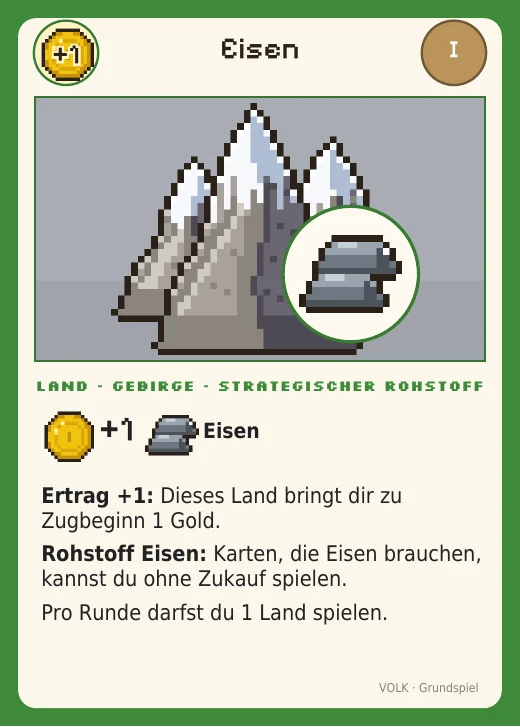 +1
Eisen
I
LAND - GEBIRGE - STRATEGISCHER ROHSTOFF
I +1 Eisen
Ertrag +1: Dieses Land bringt dir zu
Zugbeginn 1 Gold.
Rohstoff Eisen: Karten, die Eisen brauchen,
kannst du ohne Zukauf spielen.
Pro Runde darfst du 1 Land spielen.
VOLK · Grundspiel